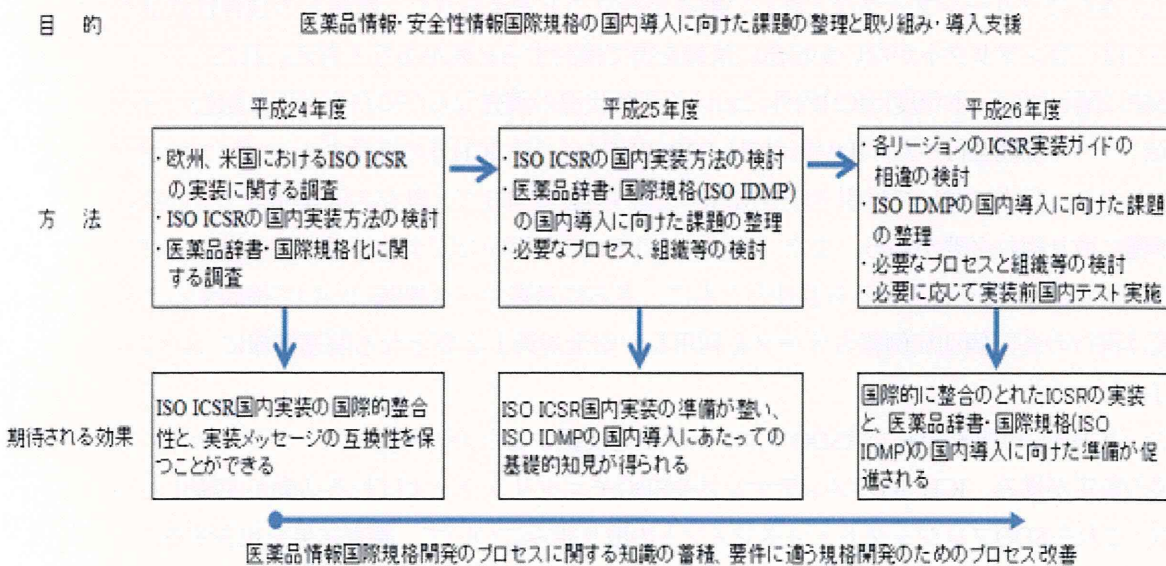 目 的
医薬品情報・安全性情報国際規格の国内導入に向けた課題の整理と取り組み・導入支援
平成24年度
平成25年度
平成26年度
方 法
・欧州、米国におけるISO ICSR
の実装に関する調査
・ISO ICSRの国内実装方法の検討
・医薬品辞書・国際規格化に関
する調査
・ISO ICSRの国内実装方法の検討
・医薬品辞書・国際規格(ISO IDMP)
の国内導入に向けた課題の整理
・必要なプロセス、組織等の検討
・各リージョンのICSR実装ガイドの
相違の検討
・ISO IDMPの国内導入に向けた課題
の整理
・必要なプロセスと組織等の検討
・必要に応じて実装前国内テスト実施
期待される効果
ISO ICSR国内実装の国際的整合
性と、実装メッセージの互換性を保
つことができる
ISO ICSR国内実装の準備が整い、
ISO IDMPの国内導入にあたっての
基礎的知見が得られる
国際的に整合のとれたICSRの実装
と、医薬品辞書・国際規格(ISO
IDMP)の国内導入に向けた準備が促
進される
医薬品情報国際規格開発のプロセスに関する知識の蓄積、要件に適う規格開発のためのプロセス改善